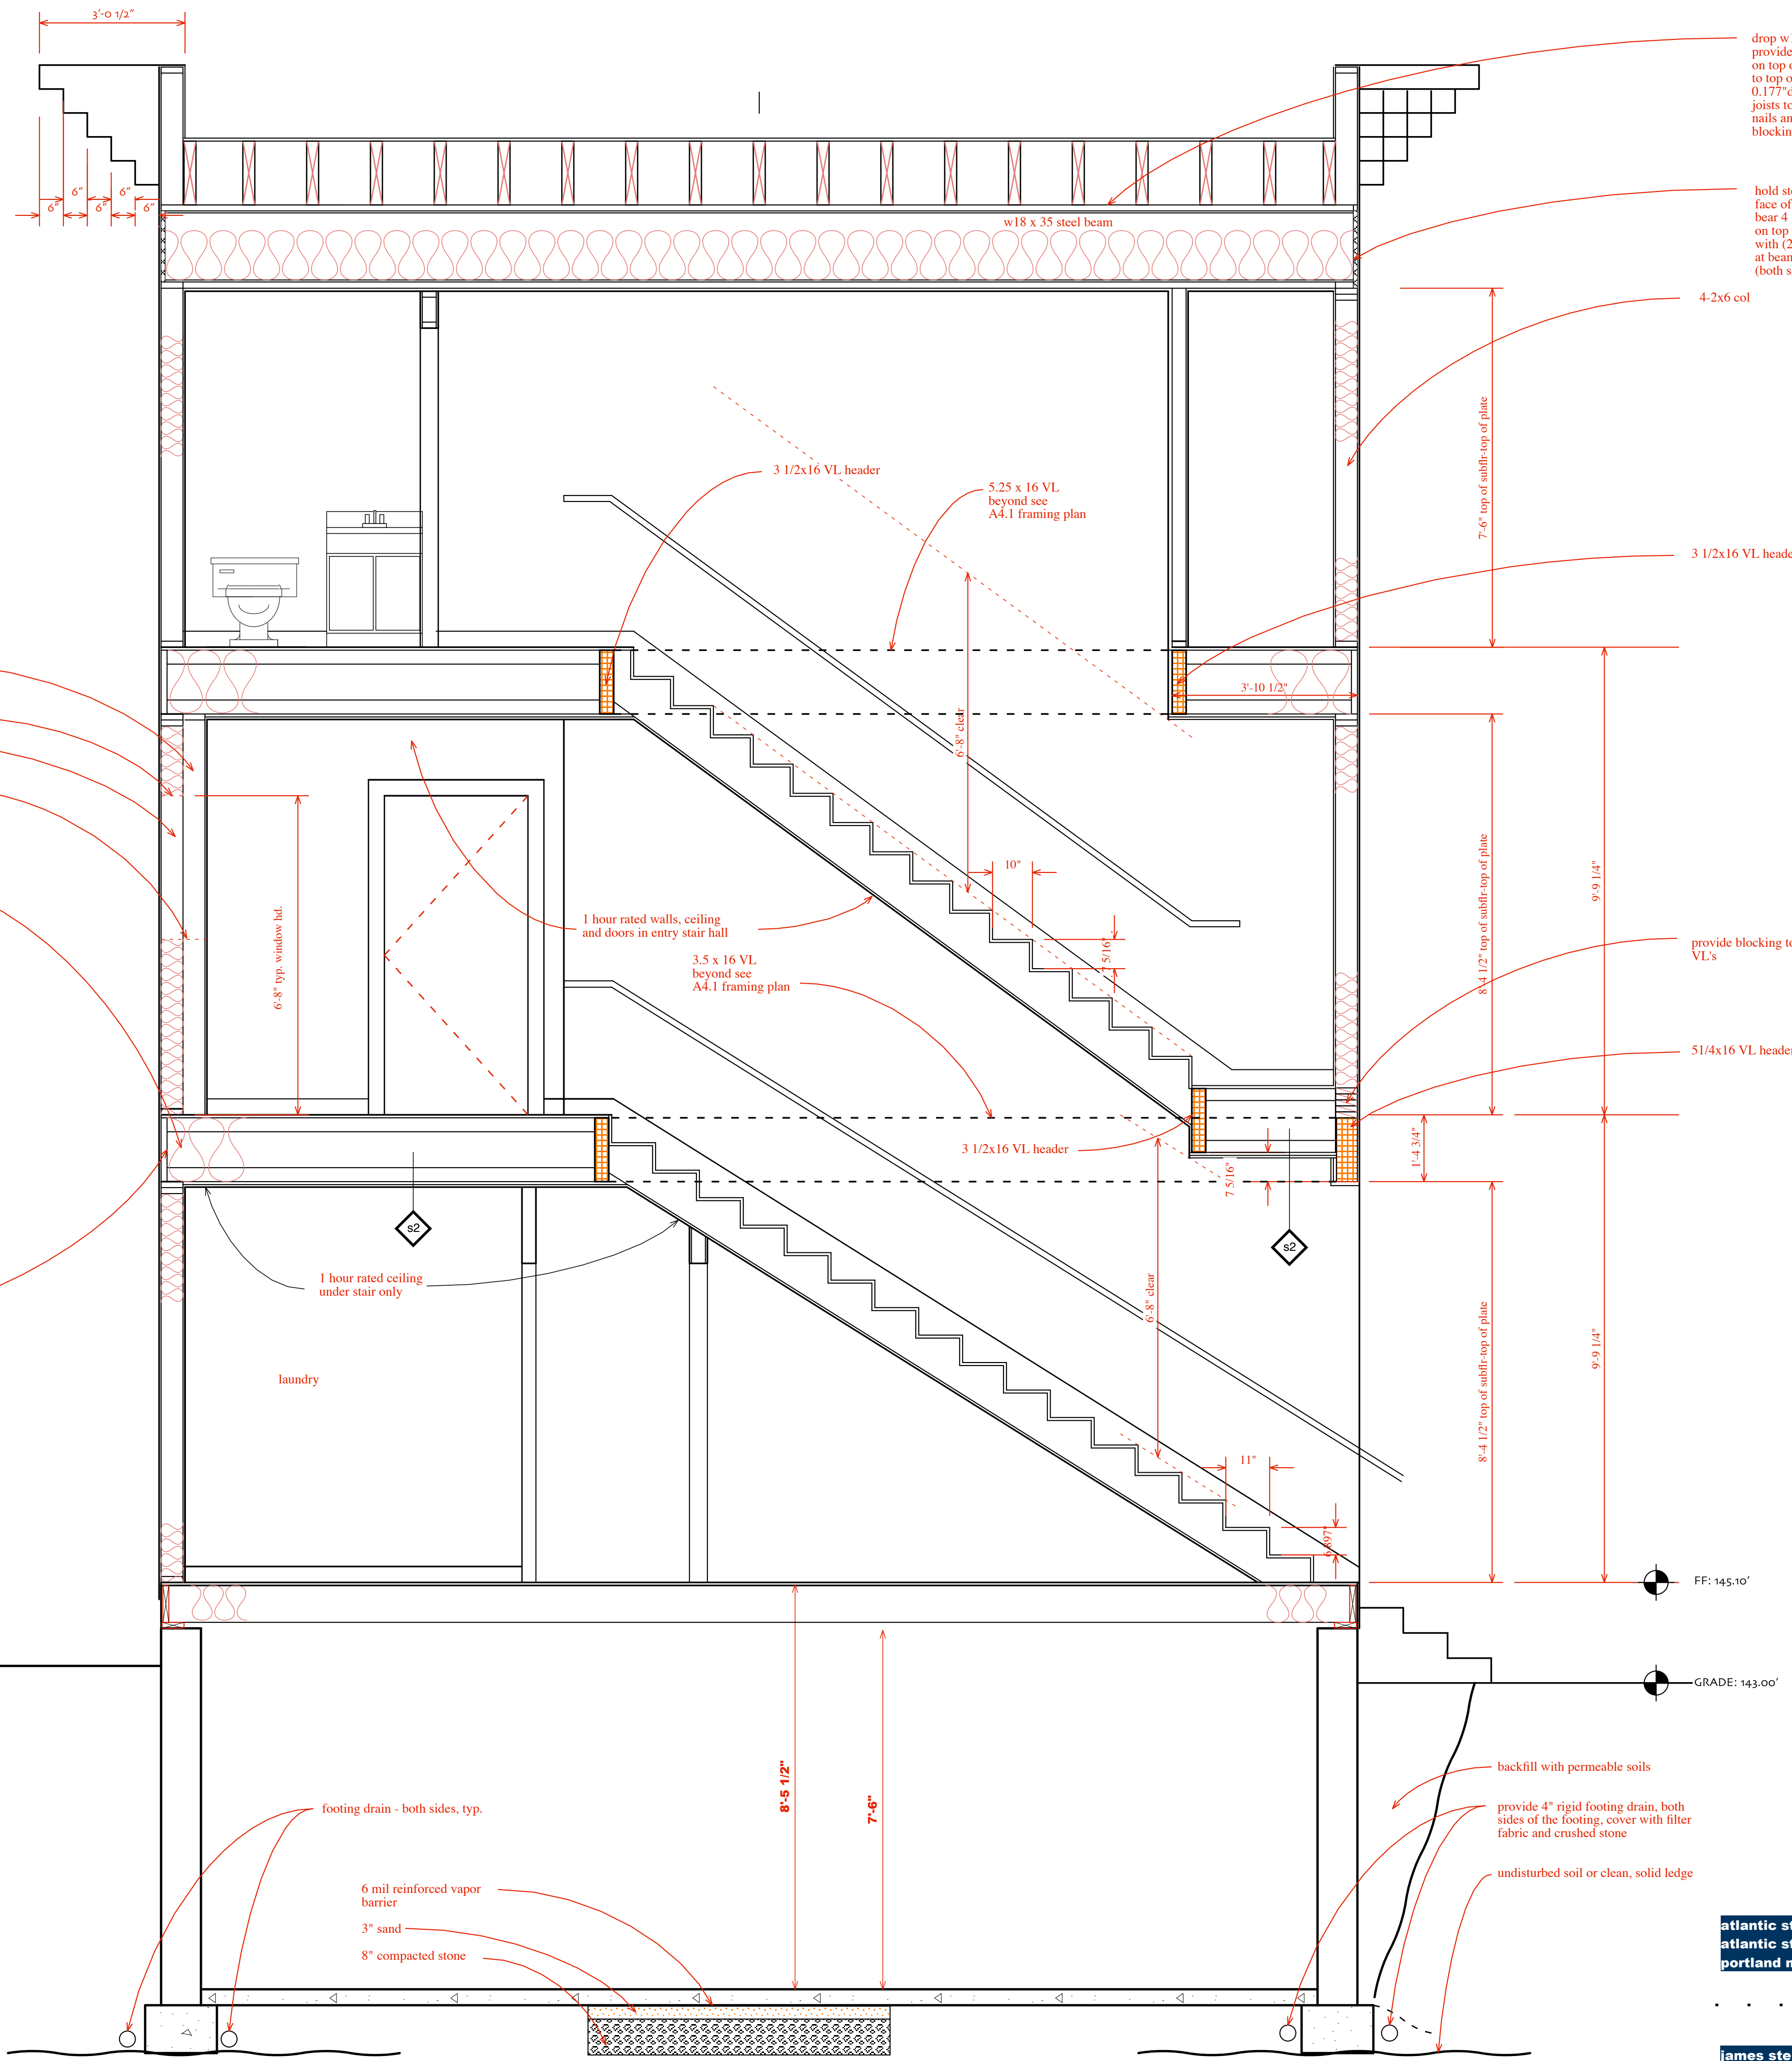 3'-0 1/2"
drop w
provide
on top o
to top o
0.177"d
joists to
nails an
blockin
6"
6"
6"
6"
6"
w18 x 35 steel beam
hold ste
face of
bear 4
on top
with (2
at bean
(both s
4-2x6 col
7'-6" top of subflr-top of plate
3 1/2x16 VL header
5.25 x 16 VL
beyond see
A4.1 framing plan
3 1/2x16 VL heade
3'-10 1/2"
6'-8" clear
6'-8" typ. window hd.
10"
7 5/16"
1 hour rated walls, ceiling
and doors in entry stair hall
3.5 x 16 VL
beyond see
A4.1 framing plan
8'-4 1/2" top of subflr-top of plate
9'-9 1/4"
provide blocking to
VL's
51/4x16 VL header
3 1/2x16 VL header
7 5/16"
1'-4 3/4"
s2
s2
1 hour rated ceiling
under stair only
6'-8" clear
8'-4 1/2" top of subflr-top of plate
9'-9 1/4"
laundry
11"
6.897"
FF: 145.10'
GRADE: 143.00'
8'-5 1/2"
7'-6"
backfill with permeable soils
footing drain - both sides, typ.
provide 4" rigid footing drain, both
sides of the footing, cover with filter
fabric and crushed stone
6 mil reinforced vapor
barrier
undisturbed soil or clean, solid ledge
3" sand
8" compacted stone
atlantic st
atlantic st
portland m
james ste